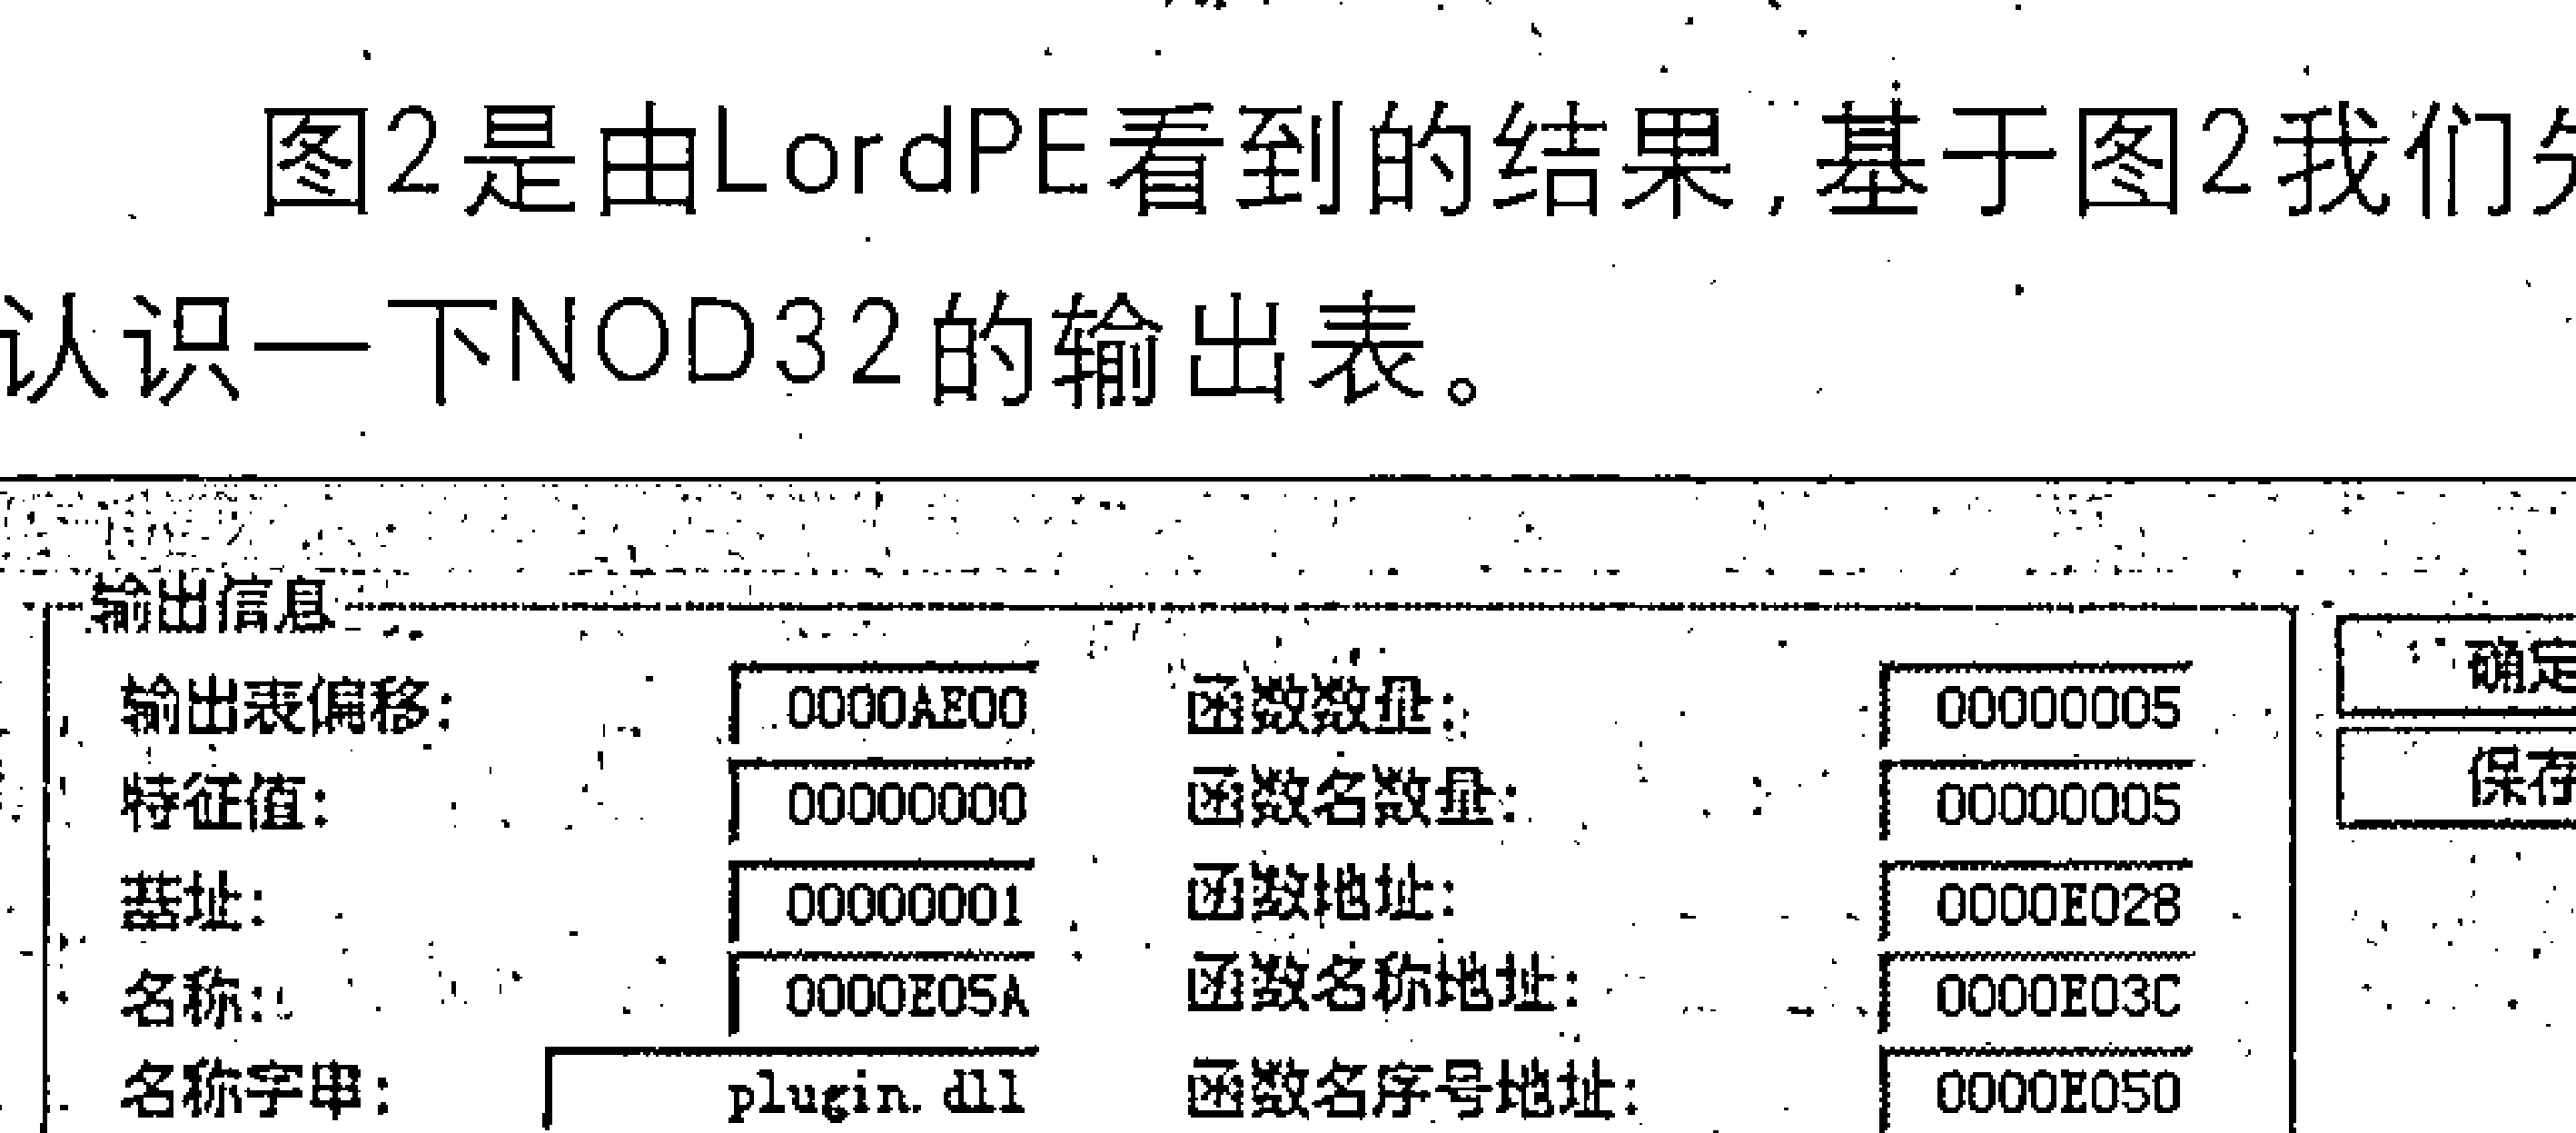 图2是由LordPE看到的结果,基于图2我们
认识一下NOD32的输出表。
输出信息
输出表偏移: 0000AE00 函数数量: 00000005 确定
特征值: 00000000 函数名数量: 00000005 保存
基址: 00000001 函数地址: 0000E028
名称: 0000E05A 函数名称地址: 0000E03C
名称字串: plugin.dll 函数名序号地址: 0000E050